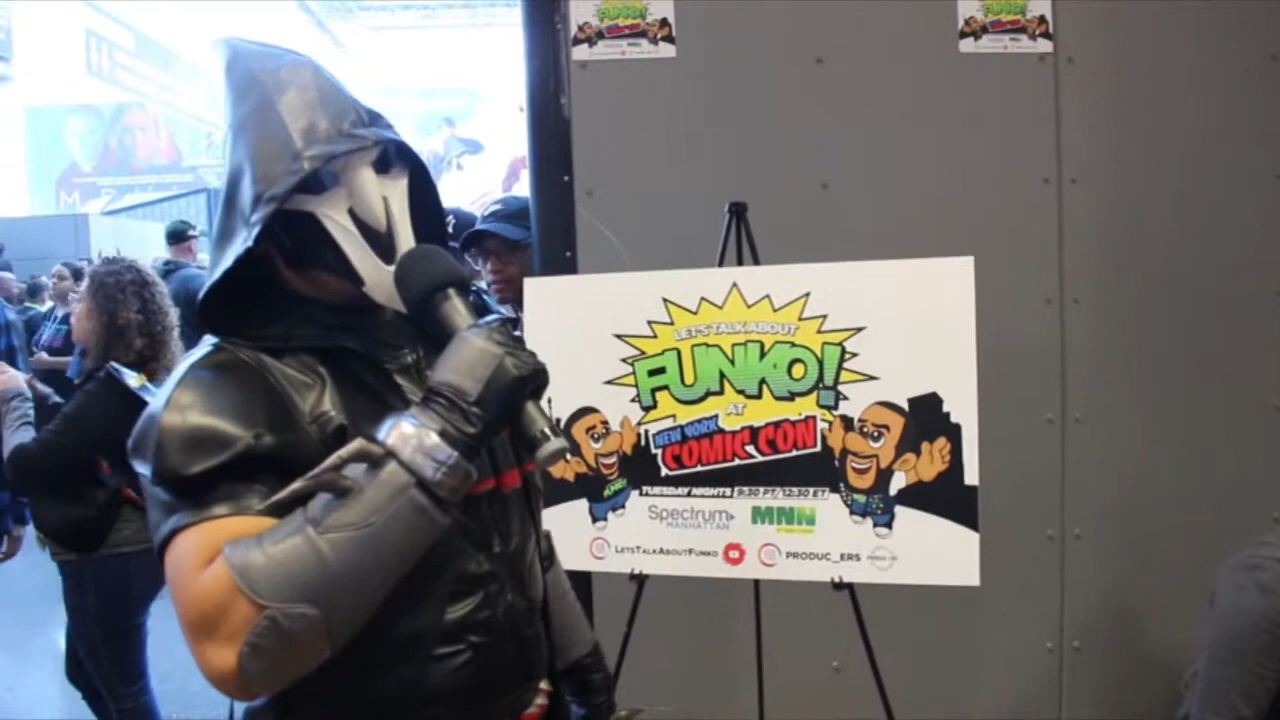 LET'S TALK ABOUT
FUNKO!
AT
NEW YORK
COMIC CON
FUNKO!
TUESDAY NIGHTS 9:30 PT/12:30 ET
Spectrum
MANHATTAN
MNN
LETSTALKABOUTFUNKO
PRODUC_ERS